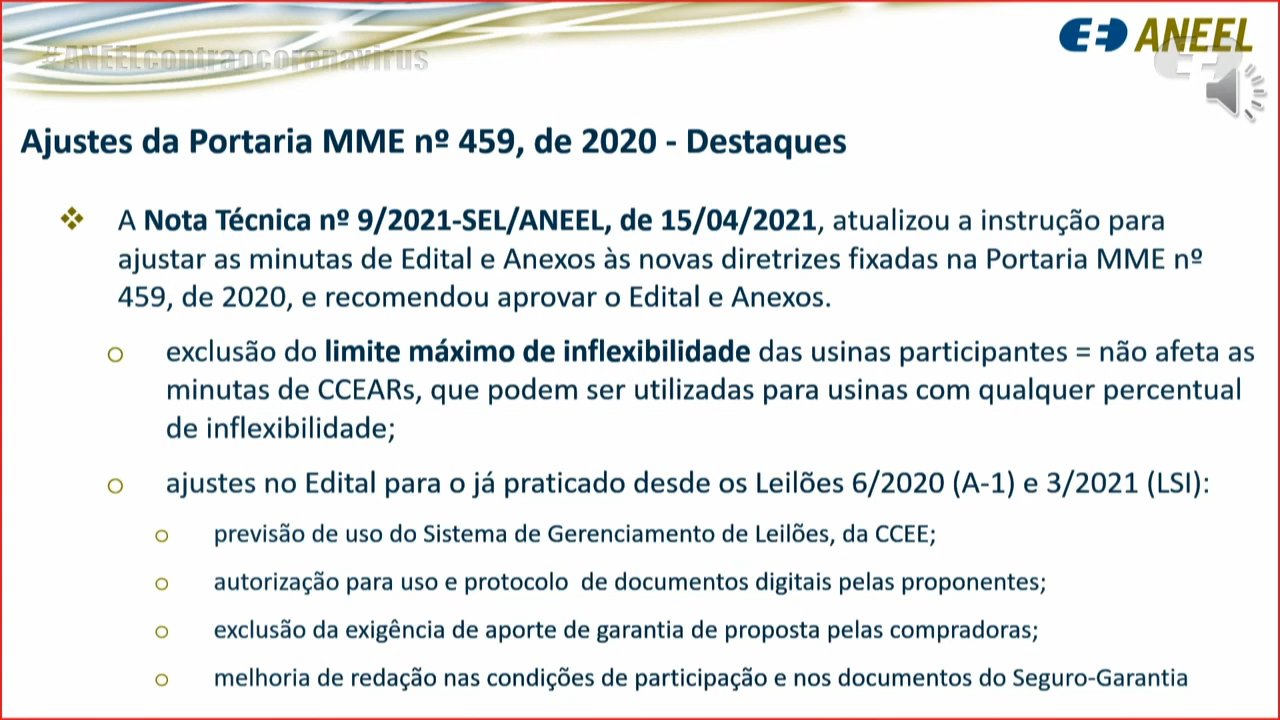 #ANEELcontraocoronavirus
ANEEL
Ajustes da Portaria MME nº 459, de 2020 - Destaques
A Nota Técnica nº 9/2021-SEL/ANEEL, de 15/04/2021, atualizou a instrução para
ajustar as minutas de Edital e Anexos às novas diretrizes fixadas na Portaria MME nº
459, de 2020, e recomendou aprovar o Edital e Anexos.
exclusão do limite máximo de inflexibilidade das usinas participantes = não afeta as
minutas de CCEARs, que podem ser utilizadas para usinas com qualquer percentual
de inflexibilidade;
ajustes no Edital para o já praticado desde os Leilões 6/2020 (A-1) e 3/2021 (LSI):
previsão de uso do Sistema de Gerenciamento de Leilões, da CCEE;
autorização para uso e protocolo de documentos digitais pelas proponentes;
exclusão da exigência de aporte de garantia de proposta pelas compradoras;
melhoria de redação nas condições de participação e nos documentos do Seguro-Garantia